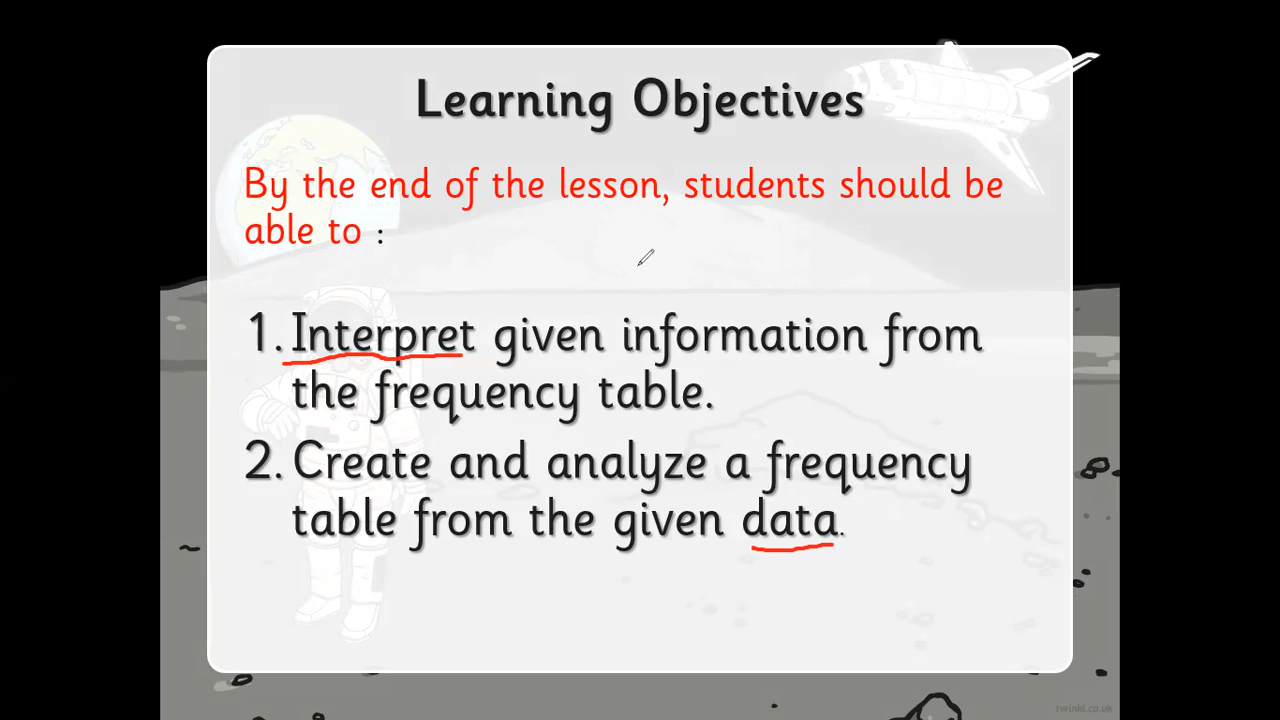 Learning Objectives
By the end of the lesson, students should be
able to :
1. Interpret given information from
the frequency table.
2. Create and analyze a frequency
table from the given data.
twinkl.co.uk